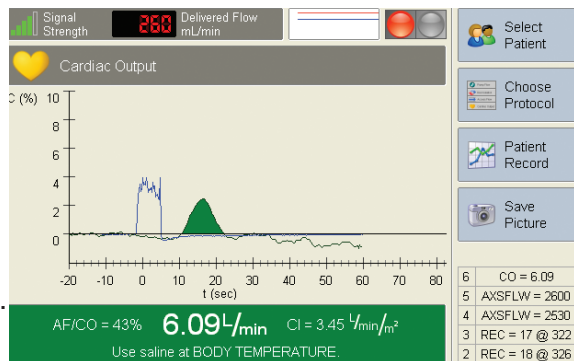 Signal
Strength
260
Delivered Flow
mL/min
Select
Patient
Cardiac Output
Choose
Protocol
C (%)
10
8
6
4
2
0
Patient
Record
Save
Picture
-20 -10 0 10 20 30 40 50 60 70 80
t (sec)
AF/CO = 43% 6.09 L/min CI = 3.45 L/min/m²
Use saline at BODY TEMPERATURE.
6 CO = 6.09
5 AXSFLW = 2600
4 AXSFLW = 2530
3 REC = 17 @ 322
2 REC = 18 @ 326